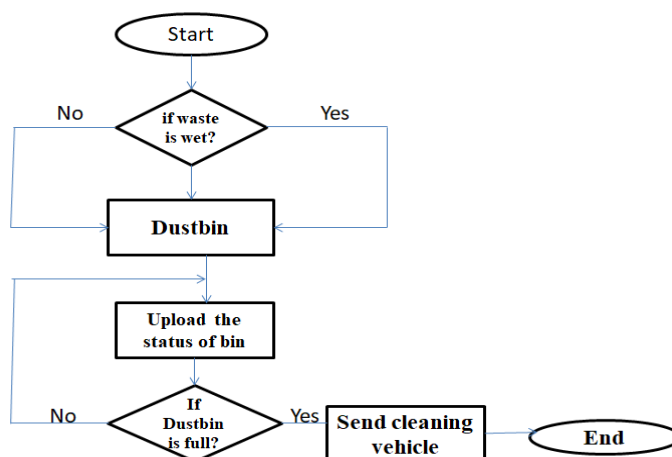 Start
No
Yes
if waste
is wet?
Dustbin
Upload the
status of bin
No
If
Dustbin
is full?
Yes
Send cleaning
vehicle
End